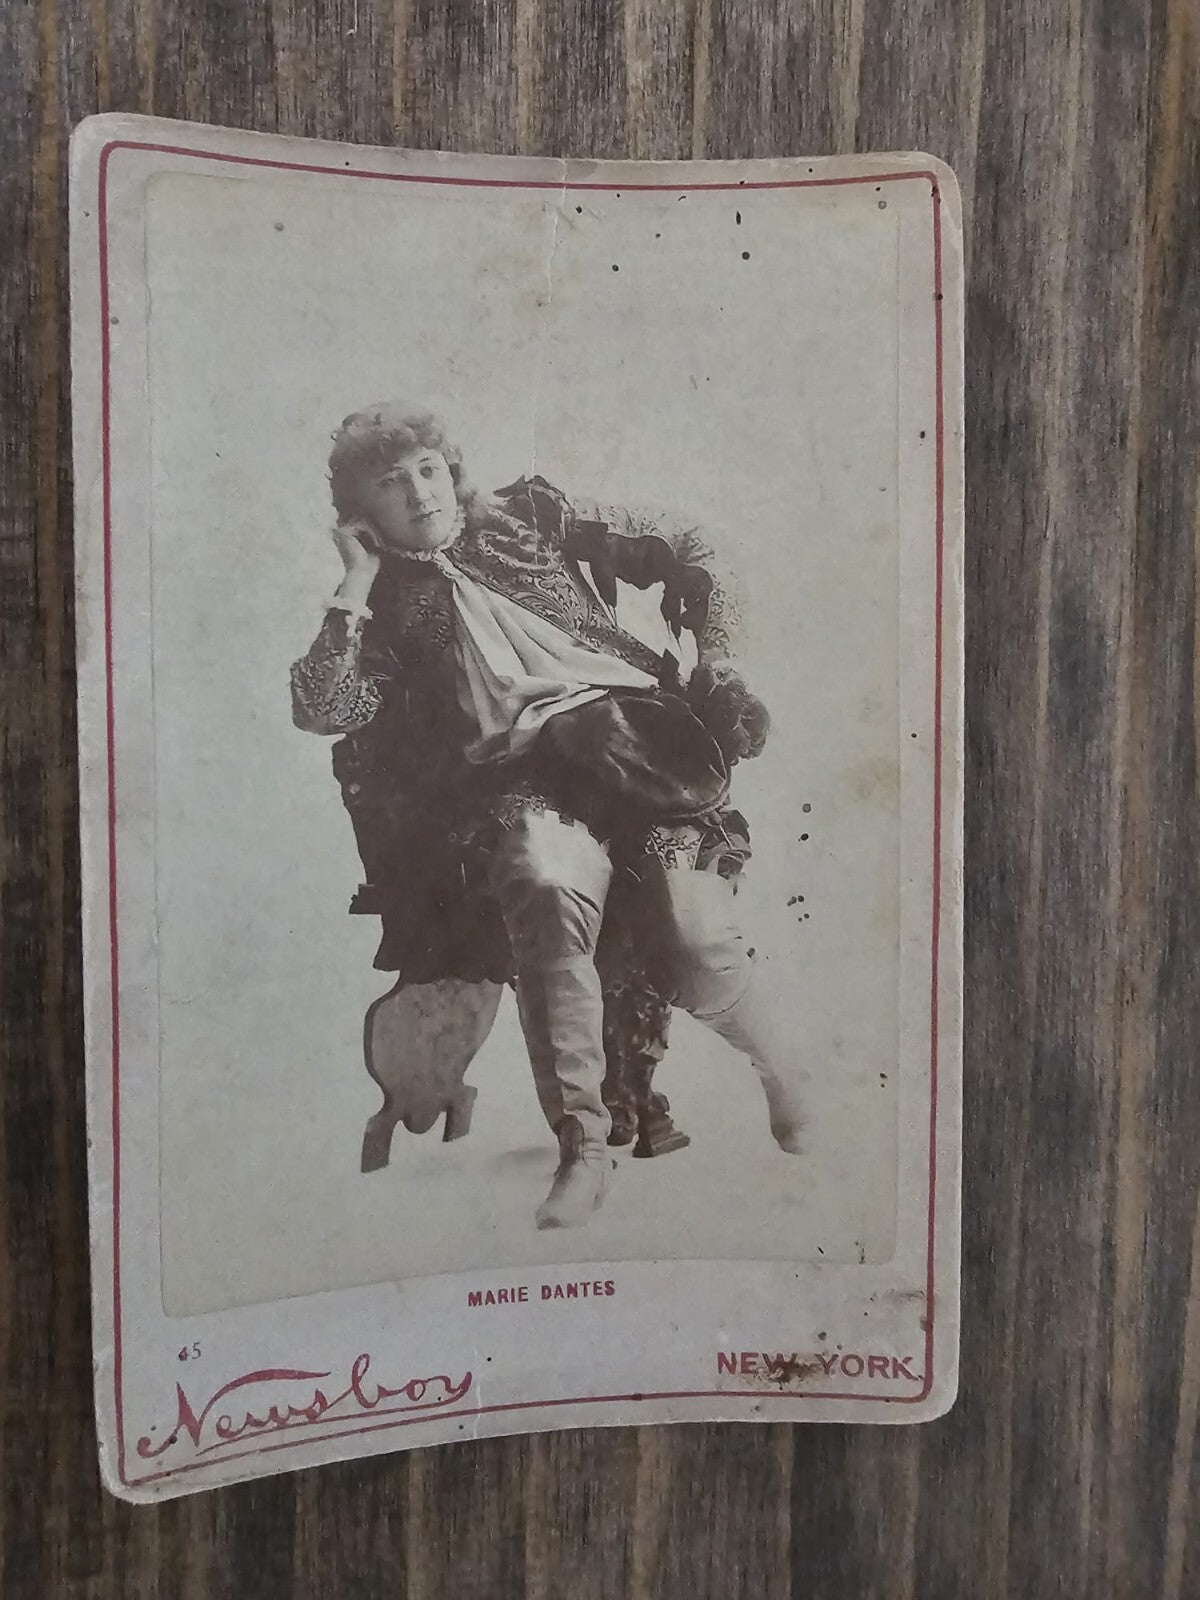 MARIE DANTES
45
Newsboy
NEW YORK.